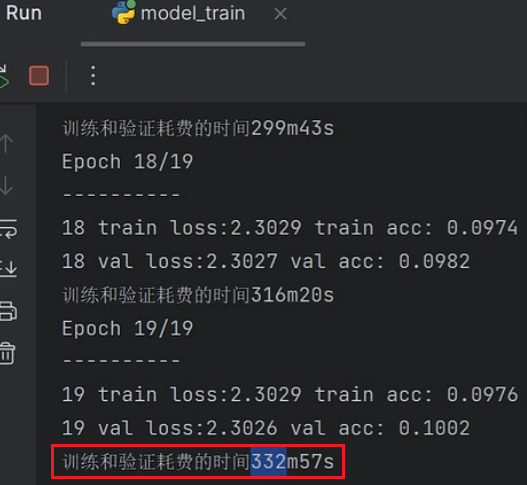 Run model_train
训练和验证耗费的时间299m43s
Epoch 18/19
----------
18 train loss:2.3029 train acc: 0.0974
18 val loss:2.3027 val acc: 0.0982
训练和验证耗费的时间316m20s
Epoch 19/19
----------
19 train loss:2.3029 train acc: 0.0976
19 val loss:2.3026 val acc: 0.1002
训练和验证耗费的时间332m57s